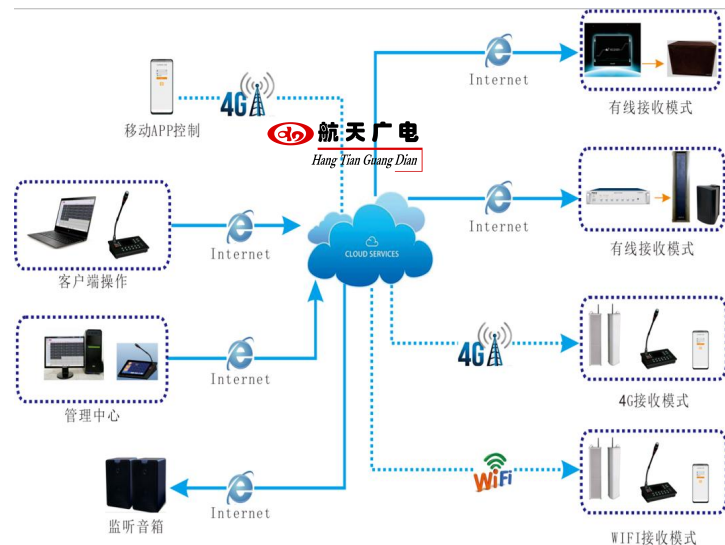 Internet
有线接收模式
4G
移动APP控制
航天广电
Hang Tian Guang Dian
Internet
有线接收模式
Internet
客户端操作
CLOUD SERVICES
4G
4G接收模式
Internet
管理中心
WiFi
Internet
监听音箱
WIFI接收模式